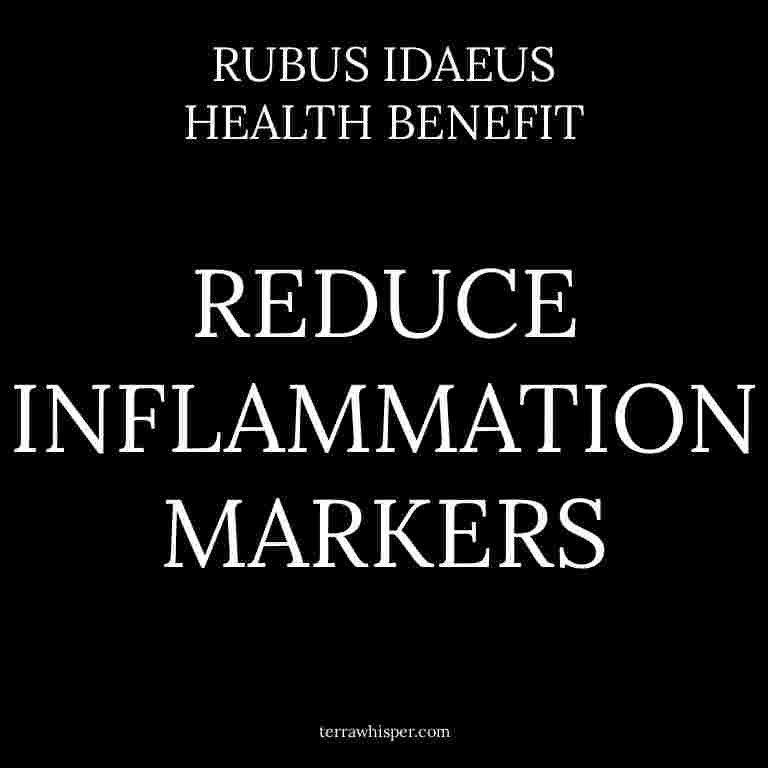 RUBUS IDAEUS
HEALTH BENEFIT
REDUCE
INFLAMMATION
MARKERS
terrawhisper.com